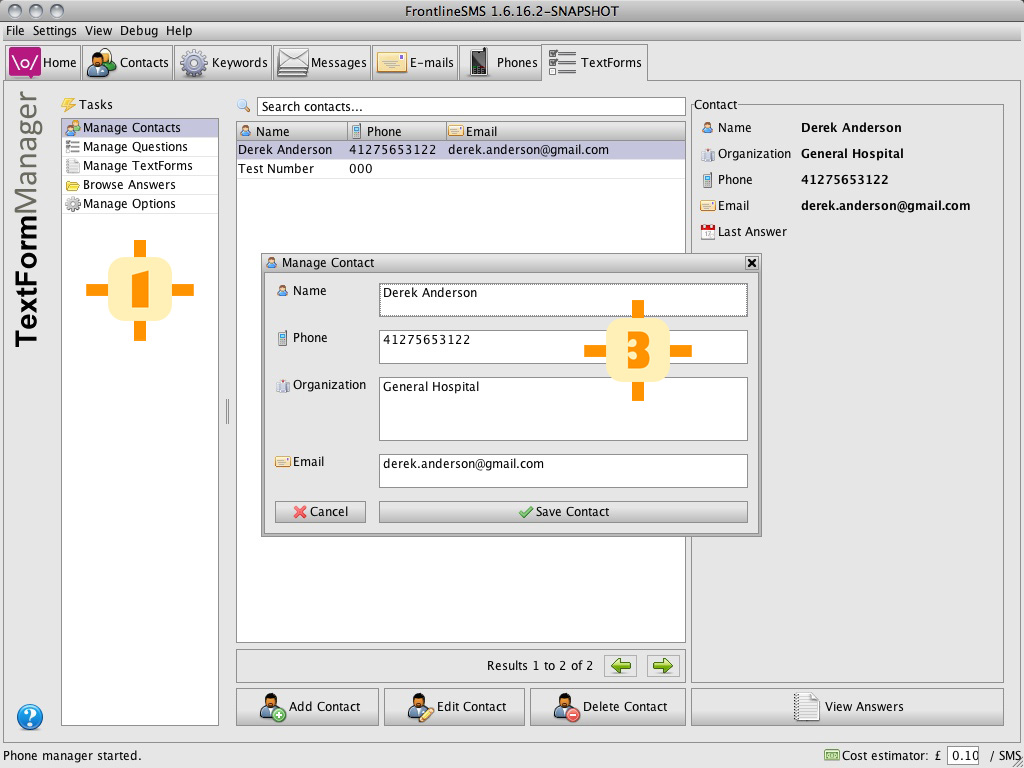 FrontlineSMS 1.6.16.2-SNAPSHOT
File Settings View Debug Help
\o/ Home Contacts Keywords Messages E-mails Phones TextForms
TextFormManager
Tasks
Manage Contacts
Manage Questions
Manage TextForms
Browse Answers
Manage Options
1
Search contacts...
Name Phone Email
Derek Anderson 41275653122 derek.anderson@gmail.com
Test Number 000
Contact
Name Derek Anderson
Organization General Hospital
Phone 41275653122
Email derek.anderson@gmail.com
Last Answer
Manage Contact
Name Derek Anderson
Phone 41275653122
3
Organization General Hospital
Email derek.anderson@gmail.com
Cancel Save Contact
Results 1 to 2 of 2
Add Contact Edit Contact Delete Contact View Answers
?
Phone manager started.
Cost estimator: £ 0.10 / SMS